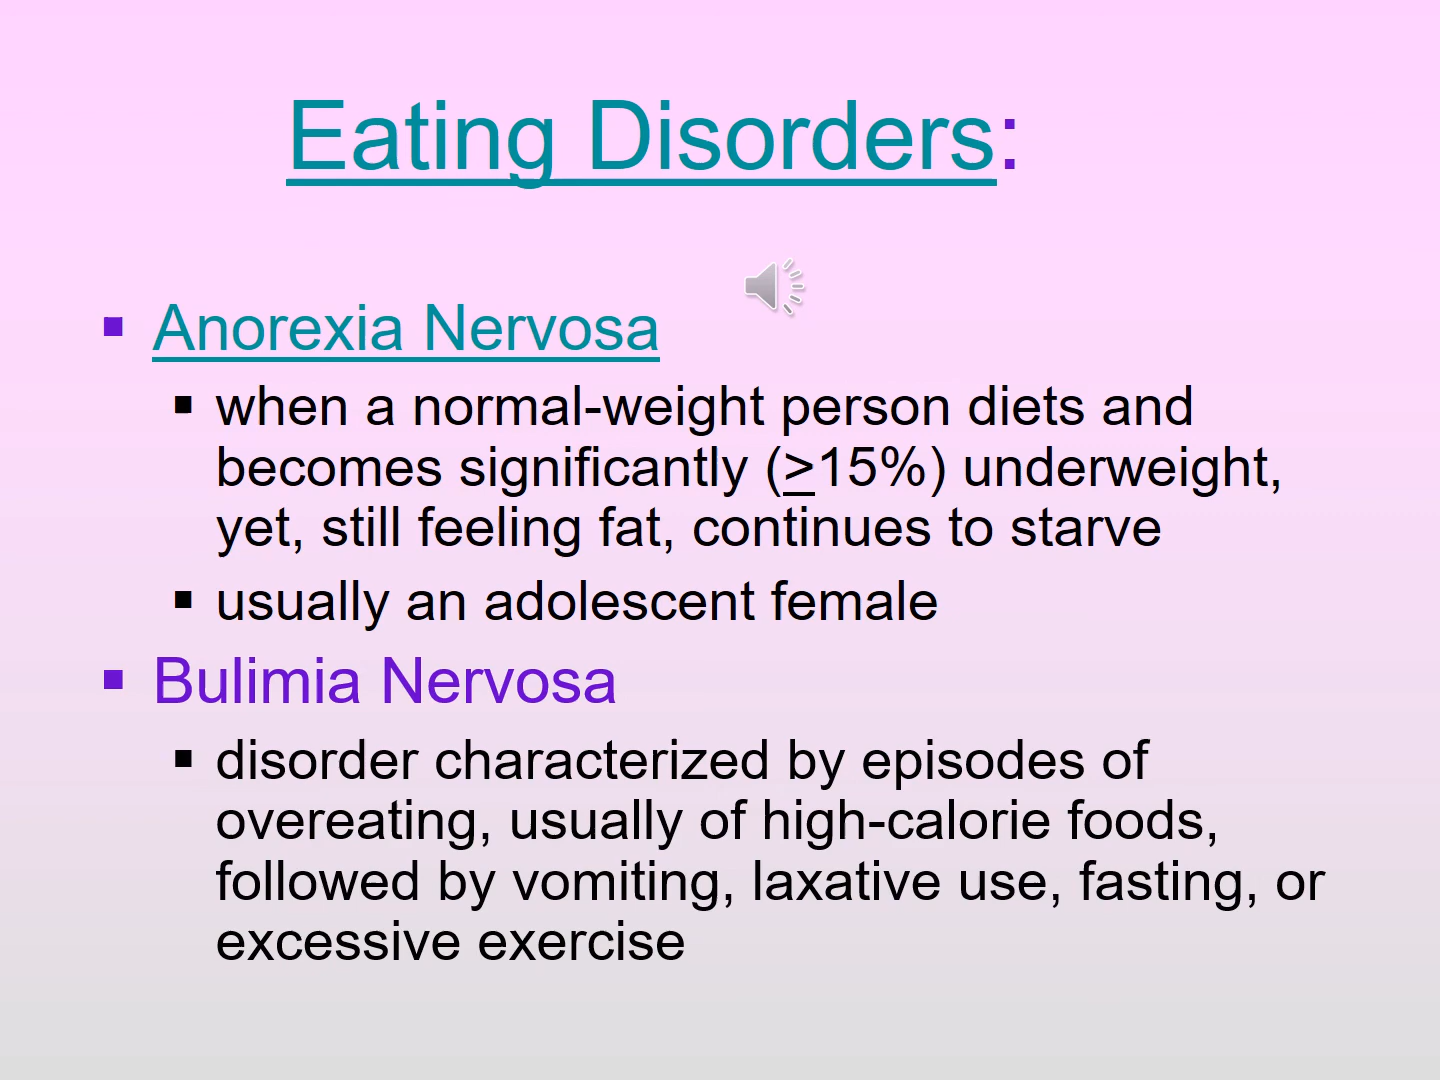 Eating Disorders:
▪ Anorexia Nervosa
▪ when a normal-weight person diets and
becomes significantly (>15%) underweight,
yet, still feeling fat, continues to starve
▪ usually an adolescent female
▪ Bulimia Nervosa
▪ disorder characterized by episodes of
overeating, usually of high-calorie foods,
followed by vomiting, laxative use, fasting, or
excessive exercise